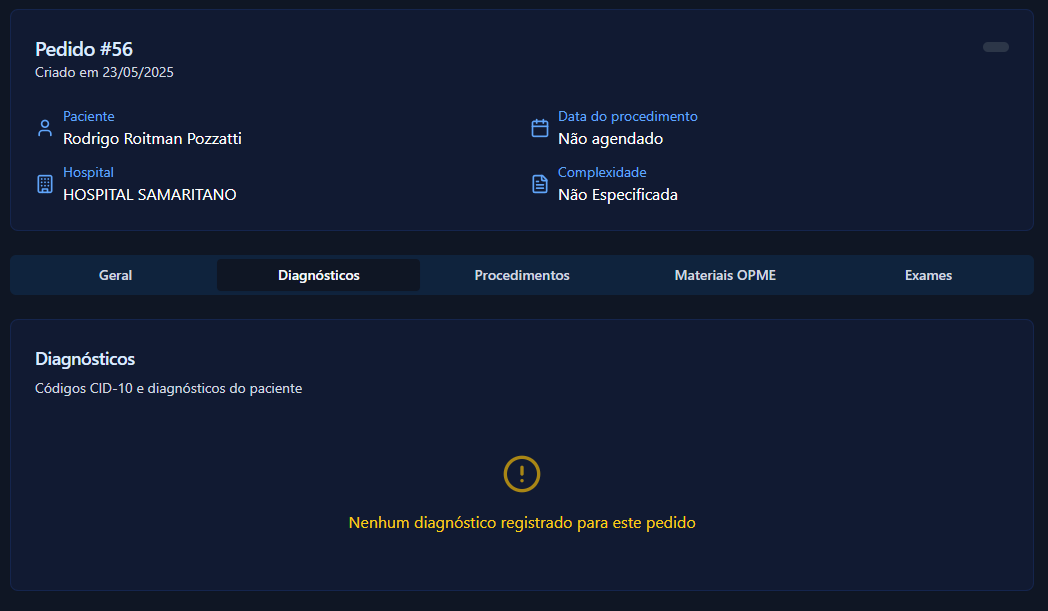 Pedido #56
Criado em 23/05/2025
Paciente
Rodrigo Roitman Pozzatti
Data do procedimento
Não agendado
Hospital
HOSPITAL SAMARITANO
Complexidade
Não Especificada
Geral
Diagnósticos
Procedimentos
Materiais OPME
Exames
Diagnósticos
Códigos CID-10 e diagnósticos do paciente
Nenhum diagnóstico registrado para este pedido